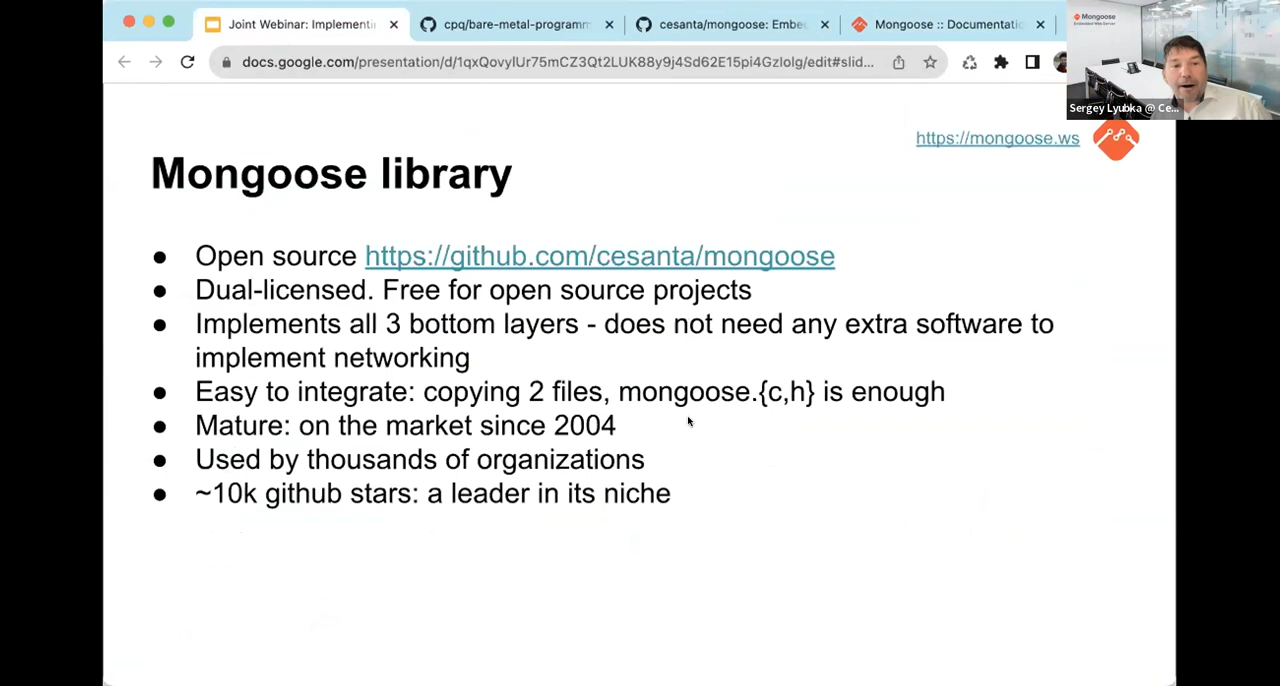 Joint Webinar: Implementi
cpq/bare-metal-programm
cesanta/mongoose: Embe
Mongoose :: Documentatio
docs.google.com/presentation/d/1qxQovylUr75mCZ3Qt2LUK88y9j4Sd62E15pi4Gzlolg/edit#slid...
Mongoose
Sergey Lyubka @ Ce...
https://mongoose.ws
Mongoose library
● Open source https://github.com/cesanta/mongoose
● Dual-licensed. Free for open source projects
● Implements all 3 bottom layers - does not need any extra software to
implement networking
● Easy to integrate: copying 2 files, mongoose.{c,h} is enough
● Mature: on the market since 2004
● Used by thousands of organizations
● ~10k github stars: a leader in its niche